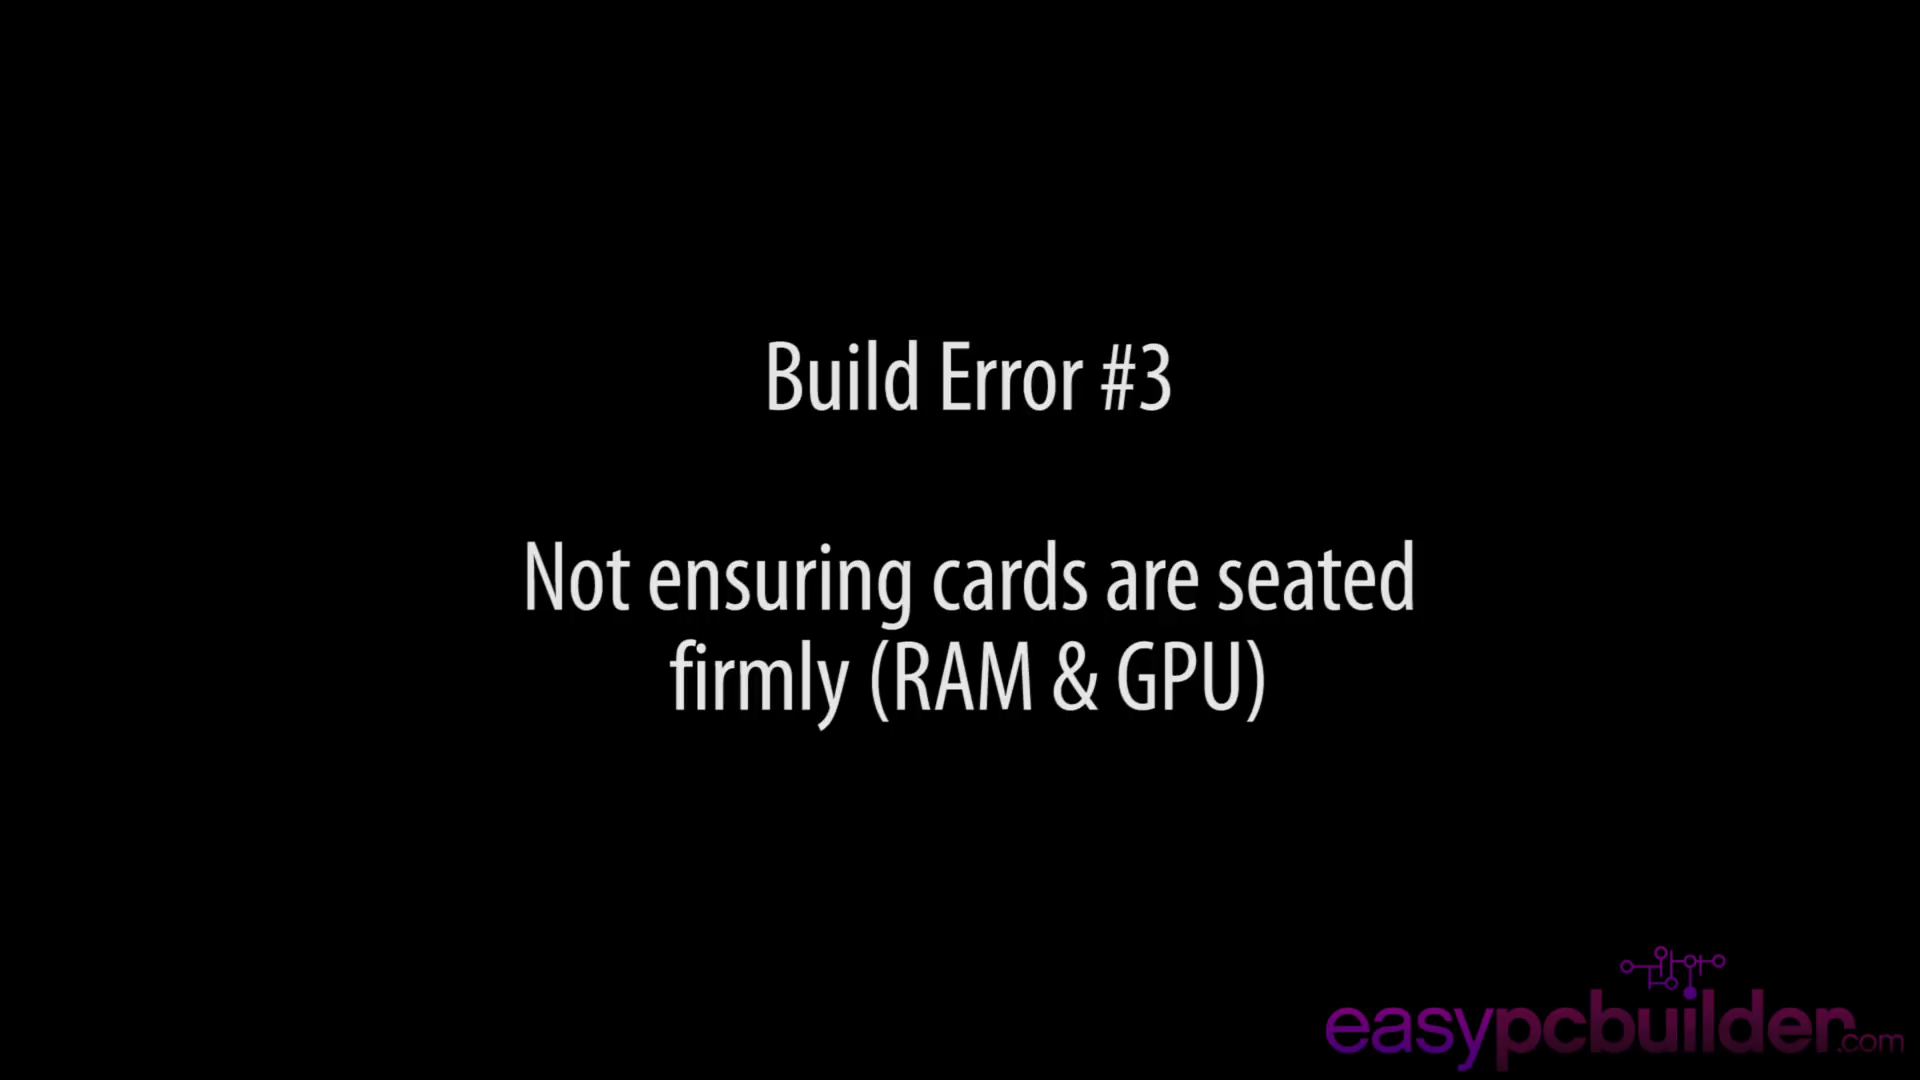 Build Error #3
Not ensuring cards are seated
firmly (RAM & GPU)
easypcbuilder.com